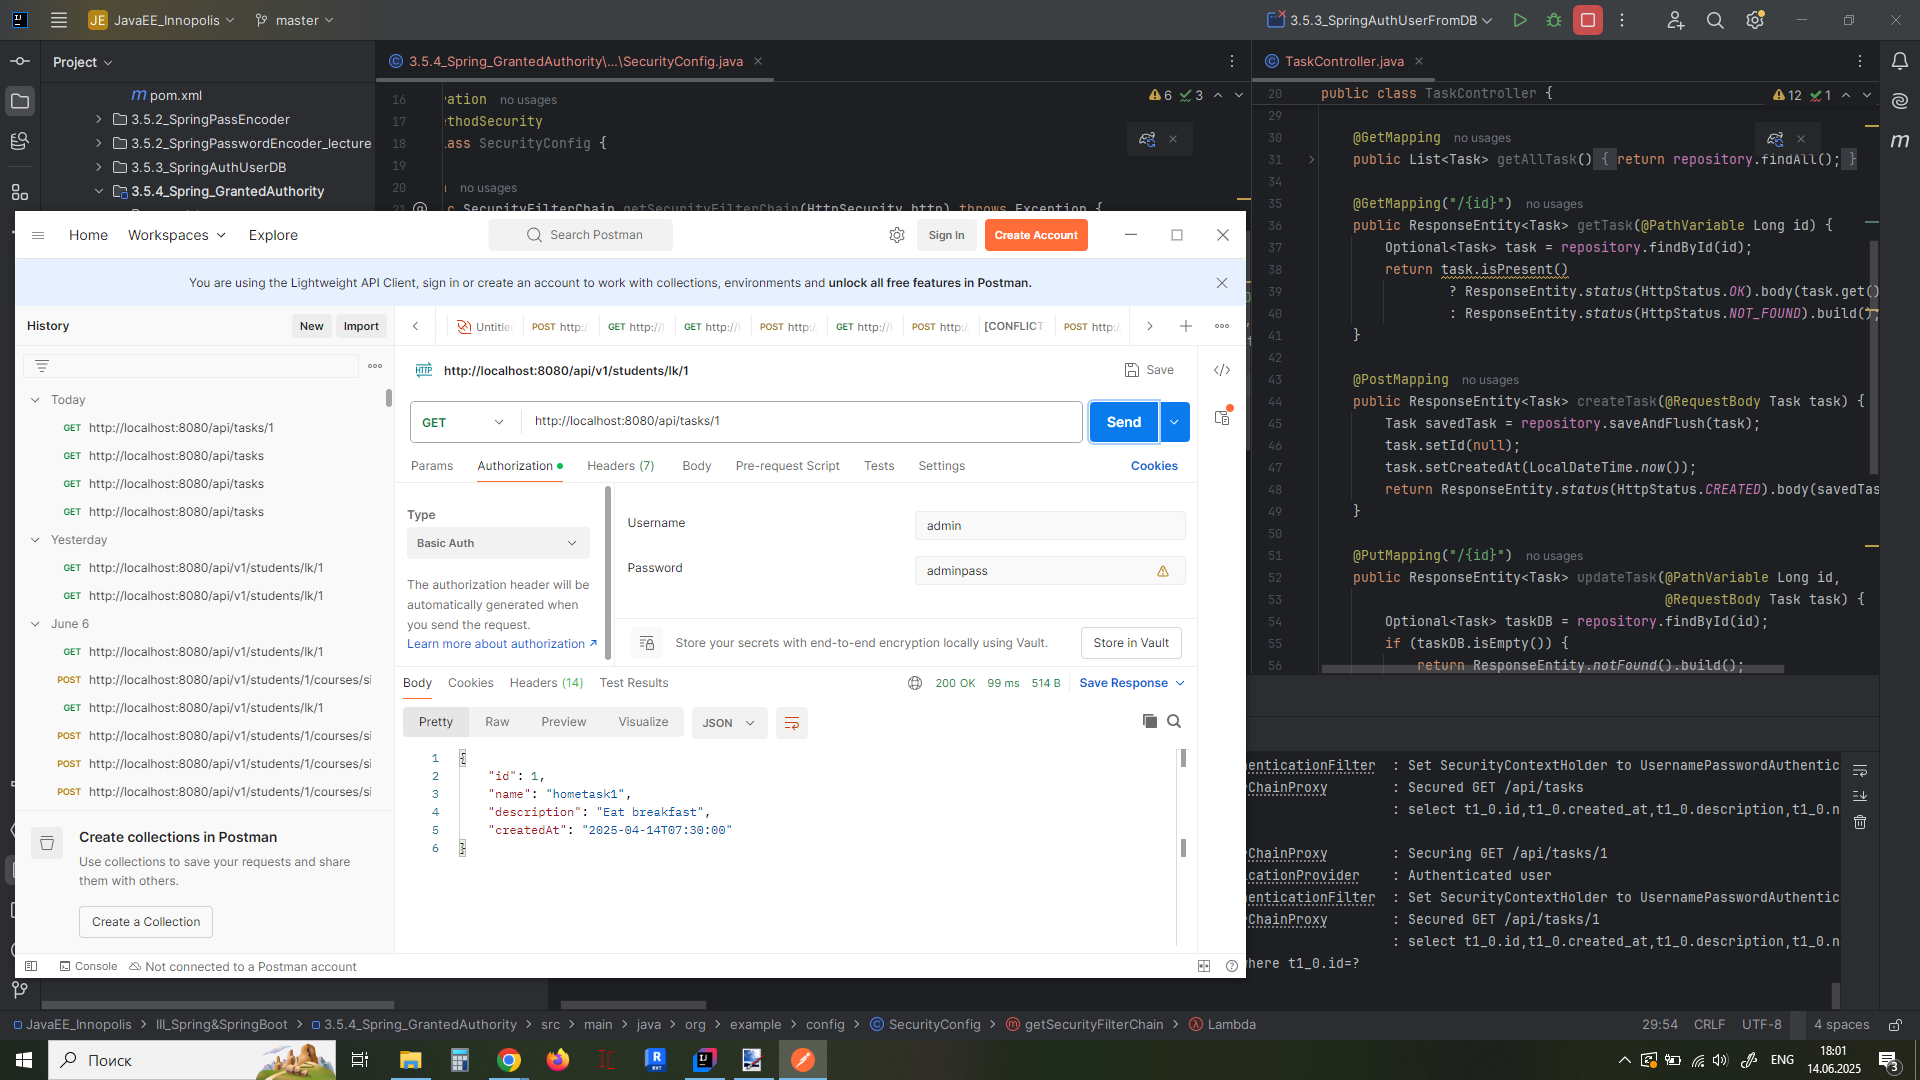 JE JavaEE_Innopolis master 3.5.3_SpringAuthUserFromDB
Project
pom.xml
3.5.2_SpringPassEncoder
3.5.2_SpringPasswordEncoder_lecture
3.5.3_SpringAuthUserDB
3.5.4_Spring_GrantedAuthority
3.5.4_Spring_GrantedAuthority\...\SecurityConfig.java
6 3
16 ration no usages
17 thodSecurity
18 lass SecurityConfig {
19
20 no usages
21 c SecurityFilterChain getSecurityFilterChain(HttpSecurity http) throws Exception {
TaskController.java
12 1
20 public class TaskController {
29
30 @GetMapping no usages
31 public List<Task> getAllTask() { return repository.findAll(); }
34
35 @GetMapping("/{id}") no usages
36 public ResponseEntity<Task> getTask(@PathVariable Long id) {
37 Optional<Task> task = repository.findById(id);
38 return task.isPresent()
39 ? ResponseEntity.status(HttpStatus.OK).body(task.get()
40 : ResponseEntity.status(HttpStatus.NOT_FOUND).build();
41 }
42
43 @PostMapping no usages
44 public ResponseEntity<Task> createTask(@RequestBody Task task) {
45 Task savedTask = repository.saveAndFlush(task);
46 task.setId(null);
47 task.setCreatedAt(LocalDateTime.now());
48 return ResponseEntity.status(HttpStatus.CREATED).body(savedTas
49 }
50
51 @PutMapping("/{id}") no usages
52 public ResponseEntity<Task> updateTask(@PathVariable Long id,
53 @RequestBody Task task) {
54 Optional<Task> taskDB = repository.findById(id);
55 if (taskDB.isEmpty()) {
56 return ResponseEntity.notFound().build();
Home Workspaces Explore
Search Postman
Sign In Create Account
You are using the Lightweight API Client, sign in or create an account to work with collections, environments and unlock all free features in Postman.
History New Import
Today
GET http://localhost:8080/api/tasks/1
GET http://localhost:8080/api/tasks
GET http://localhost:8080/api/tasks
GET http://localhost:8080/api/tasks
Yesterday
GET http://localhost:8080/api/v1/students/lk/1
GET http://localhost:8080/api/v1/students/lk/1
June 6
GET http://localhost:8080/api/v1/students/lk/1
POST http://localhost:8080/api/v1/students/1/courses/si
GET http://localhost:8080/api/v1/students/lk/1
POST http://localhost:8080/api/v1/students/1/courses/si
POST http://localhost:8080/api/v1/students/1/courses/si
POST http://localhost:8080/api/v1/students/1/courses/si
Create collections in Postman
Use collections to save your requests and share
them with others.
Create a Collection
Untitle POST http:/ GET http://l GET http://l POST http:/ GET http://l POST http:/ [CONFLICT POST http:/
HTTP http://localhost:8080/api/v1/students/lk/1 Save
GET http://localhost:8080/api/tasks/1 Send
Params Authorization Headers (7) Body Pre-request Script Tests Settings Cookies
Type
Basic Auth
The authorization header will be
automatically generated when
you send the request.
Learn more about authorization
Username admin
Password adminpass
Store your secrets with end-to-end encryption locally using Vault. Store in Vault
Body Cookies Headers (14) Test Results 200 OK 99 ms 514 B Save Response
Pretty Raw Preview Visualize JSON
1 {
2 "id": 1,
3 "name": "hometask1",
4 "description": "Eat breakfast",
5 "createdAt": "2025-04-14T07:30:00"
6 }
Console Not connected to a Postman account
enticationFilter : Set SecurityContextHolder to UsernamePasswordAuthentic
rChainProxy : Secured GET /api/tasks
: select t1_0.id,t1_0.created_at,t1_0.description,t1_0.n
rChainProxy : Securing GET /api/tasks/1
icationProvider : Authenticated user
enticationFilter : Set SecurityContextHolder to UsernamePasswordAuthentic
rChainProxy : Secured GET /api/tasks/1
: select t1_0.id,t1_0.created_at,t1_0.description,t1_0.n
where t1_0.id=?
JavaEE_Innopolis III_Spring&SpringBoot 3.5.4_Spring_GrantedAuthority src main java org example config SecurityConfig getSecurityFilterChain Lambda
29:54 CRLF UTF-8 4 spaces
Поиск
ENG
18:01
14.06.2025
3